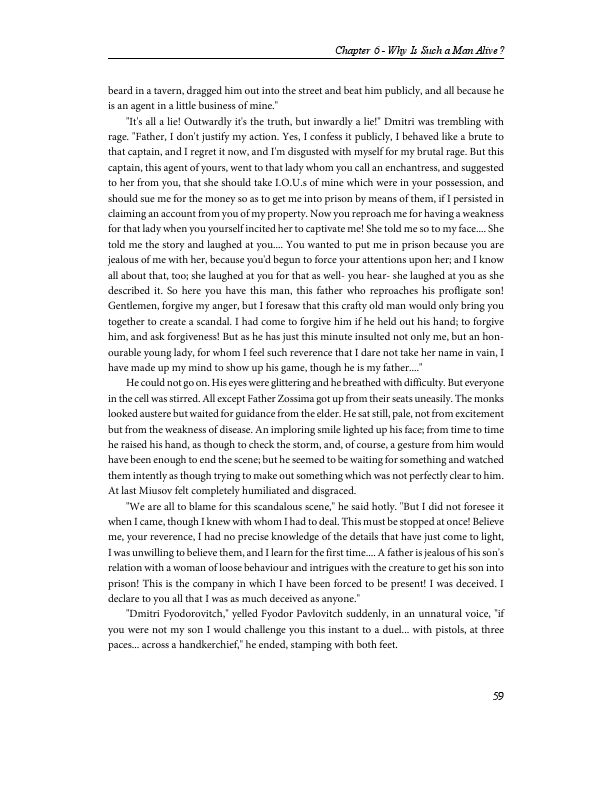 Chapter 6 - Why Is Such a Man Alive?
beard in a tavern, dragged him out into the street and beat him publicly, and all because he
is an agent in a little business of mine."
"It's all a lie! Outwardly it's the truth, but inwardly a lie!" Dmitri was trembling with
rage. "Father, I don't justify my action. Yes, I confess it publicly, I behaved like a brute to
that captain, and I regret it now, and I'm disgusted with myself for my brutal rage. But this
captain, this agent of yours, went to that lady whom you call an enchantress, and suggested
to her from you, that she should take I.O.U.s of mine which were in your possession, and
should sue me for the money so as to get me into prison by means of them, if I persisted in
claiming an account from you of my property. Now you reproach me for having a weakness
for that lady when you yourself incited her to captivate me! She told me so to my face.... She
told me the story and laughed at you.... You wanted to put me in prison because you are
jealous of me with her, because you'd begun to force your attentions upon her; and I know
all about that, too; she laughed at you for that as well- you hear- she laughed at you as she
described it. So here you have this man, this father who reproaches his profligate son!
Gentlemen, forgive my anger, but I foresaw that this crafty old man would only bring you
together to create a scandal. I had come to forgive him if he held out his hand; to forgive
him, and ask forgiveness! But as he has just this minute insulted not only me, but an hon-
ourable young lady, for whom I feel such reverence that I dare not take her name in vain, I
have made up my mind to show up his game, though he is my father...."
He could not go on. His eyes were glittering and he breathed with difficulty. But everyone
in the cell was stirred. All except Father Zossima got up from their seats uneasily. The monks
looked austere but waited for guidance from the elder. He sat still, pale, not from excitement
but from the weakness of disease. An imploring smile lighted up his face; from time to time
he raised his hand, as though to check the storm, and, of course, a gesture from him would
have been enough to end the scene; but he seemed to be waiting for something and watched
them intently as though trying to make out something which was not perfectly clear to him.
At last Miusov felt completely humiliated and disgraced.
"We are all to blame for this scandalous scene," he said hotly. "But I did not foresee it
when I came, though I knew with whom I had to deal. This must be stopped at once! Believe
me, your reverence, I had no precise knowledge of the details that have just come to light,
I was unwilling to believe them, and I learn for the first time.... A father is jealous of his son's
relation with a woman of loose behaviour and intrigues with the creature to get his son into
prison! This is the company in which I have been forced to be present! I was deceived. I
declare to you all that I was as much deceived as anyone."
"Dmitri Fyodorovitch," yelled Fyodor Pavlovitch suddenly, in an unnatural voice, "if
you were not my son I would challenge you this instant to a duel... with pistols, at three
paces... across a handkerchief," he ended, stamping with both feet.
59